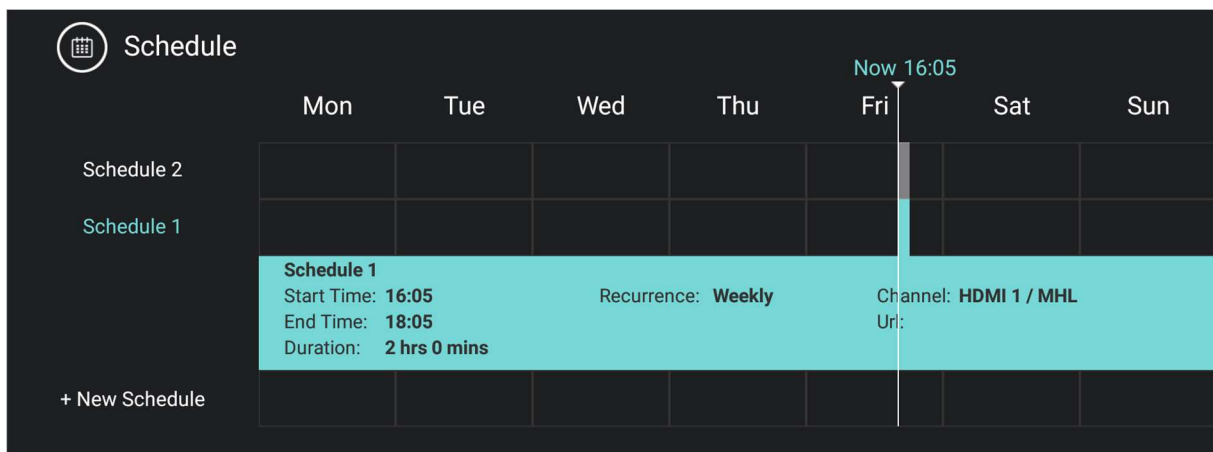 Schedule
Now 16:05
Mon Tue Wed Thu Fri Sat Sun
Schedule 2
Schedule 1
Schedule 1
Start Time: 16:05 Recurrence: Weekly Channel: HDMI 1 / MHL
End Time: 18:05 Url:
Duration: 2 hrs 0 mins
+ New Schedule